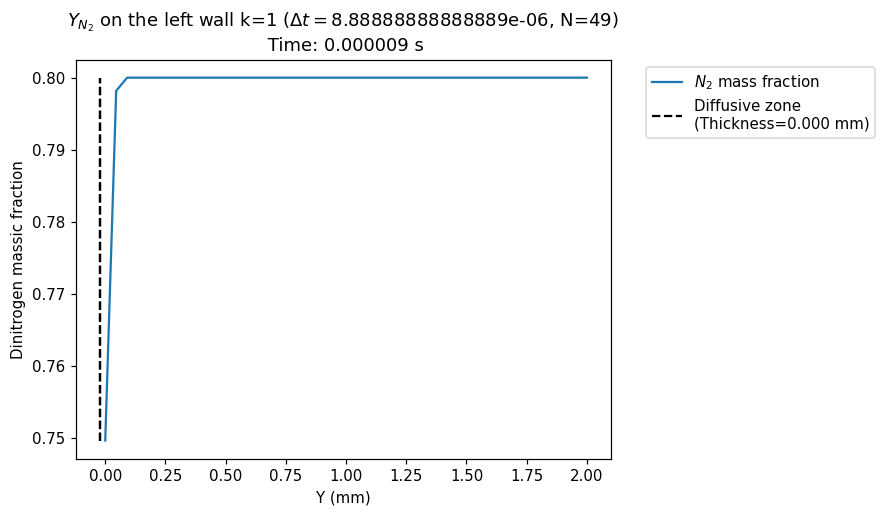 $Y_{N_2}$ on the left wall k=1 ($\Delta t = 8.88888888888889$e-06, N=49)
Time: 0.000009 s
0.80
0.79
0.78
0.77
0.76
0.75
Dinitrogen massic fraction
0.00 0.25 0.50 0.75 1.00 1.25 1.50 1.75 2.00
Y (mm)
$N_2$ mass fraction
Diffusive zone
(Thickness=0.000 mm)